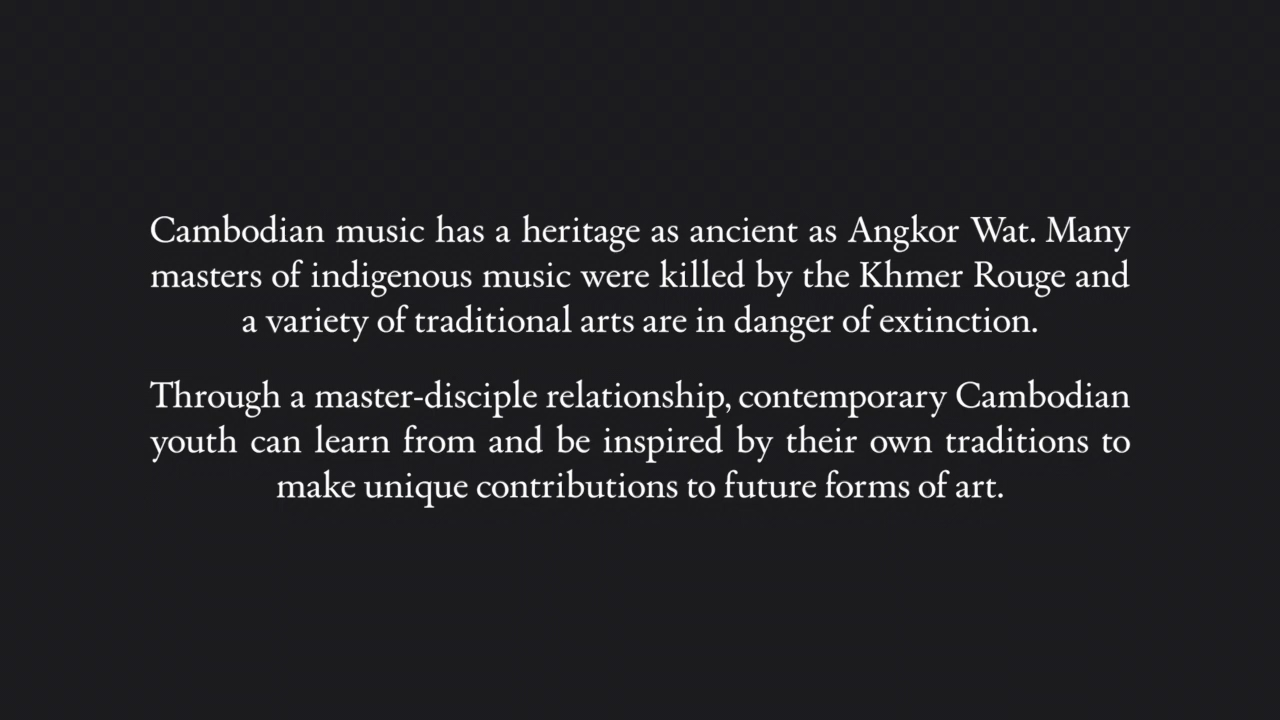 Cambodian music has a heritage as ancient as Angkor Wat. Many
masters of indigenous music were killed by the Khmer Rouge and
a variety of traditional arts are in danger of extinction.
Through a master-disciple relationship, contemporary Cambodian
youth can learn from and be inspired by their own traditions to
make unique contributions to future forms of art.